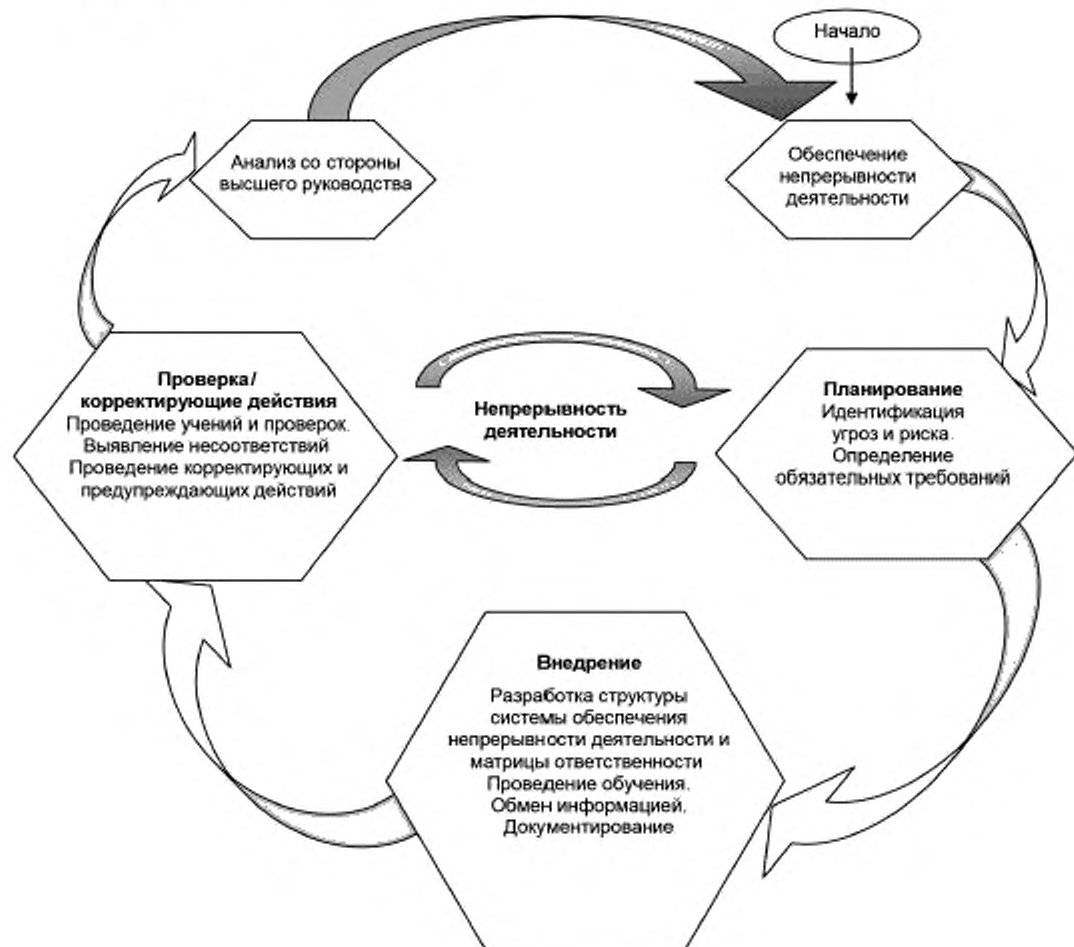 Начало
Анализ со стороны
высшего руководства
Обеспечение
непрерывности
деятельности
Проверка/
корректирующие действия
Проведение учений и проверок.
Выявление несоответствий
Проведение корректирующих и
предупреждающих действий
Непрерывность
деятельности
Планирование
Идентификация
угроз и риска.
Определение
обязательных требований
Внедрение
Разработка структуры
системы обеспечения
непрерывности деятельности и
матрицы ответственности
Проведение обучения.
Обмен информацией.
Документирование